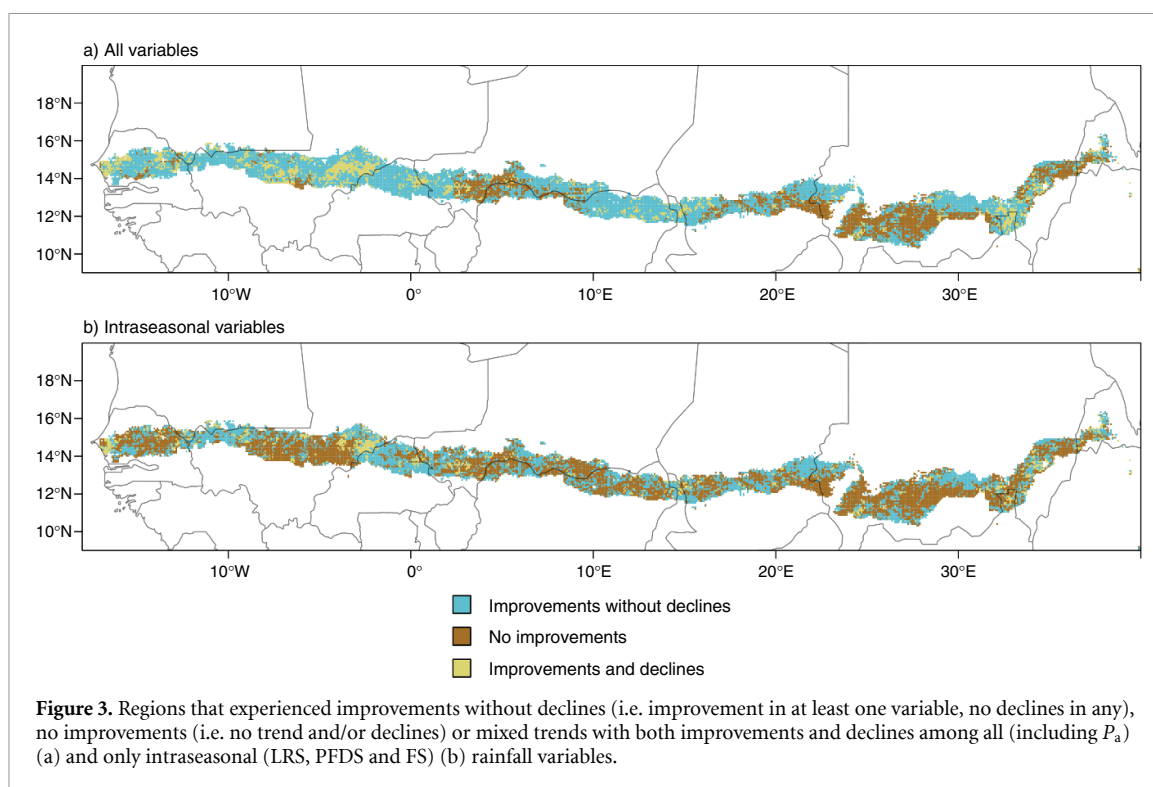 a) All variables
18°N
16°N
14°N
12°N
10°N
10°W
0°
10°E
20°E
30°E
b) Intraseasonal variables
18°N
16°N
14°N
12°N
10°N
10°W
0°
10°E
20°E
30°E
Improvements without declines
No improvements
Improvements and declines
Figure 3. Regions that experienced improvements without declines (i.e. improvement in at least one variable, no declines in any),
no improvements (i.e. no trend and/or declines) or mixed trends with both improvements and declines among all (including Pa)
(a) and only intraseasonal (LRS, PFDS and FS) (b) rainfall variables.